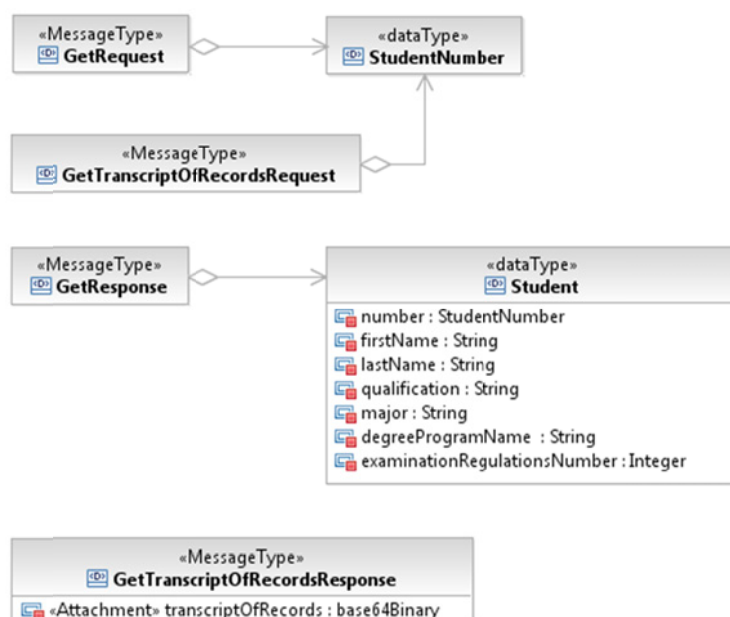 «MessageType»
GetRequest
«dataType»
StudentNumber
«MessageType»
GetTranscriptOfRecordsRequest
«MessageType»
GetResponse
«dataType»
Student
number : StudentNumber
firstName : String
lastName : String
qualification : String
major : String
degreeProgramName : String
examinationRegulationsNumber : Integer
«MessageType»
GetTranscriptOfRecordsResponse
«Attachment» transcriptOfRecords : base64Binary